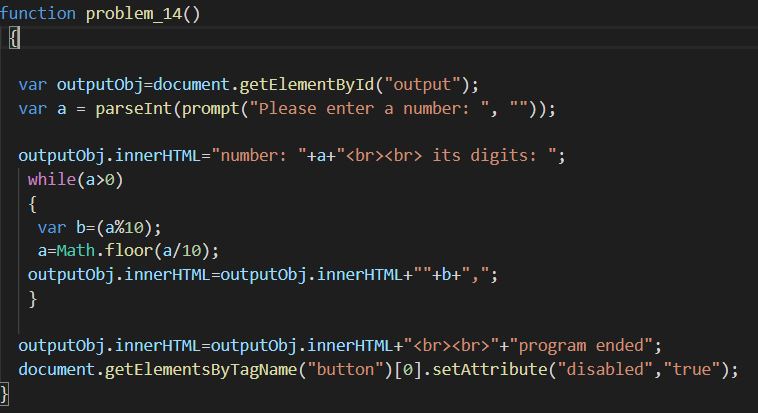 function problem_14()
{
var outputObj=document.getElementById("output");
var a = parseInt(prompt("Please enter a number: ", ""));
outputObj.innerHTML="number: "+a+"<br><br> its digits: ";
while(a>0)
{
var b=(a%10);
a=Math.floor(a/10);
outputObj.innerHTML=outputObj.innerHTML+""+b+",";
}
outputObj.innerHTML=outputObj.innerHTML+"<br><br>"+"program ended";
document.getElementsByTagName("button")[0].setAttribute("disabled","true");
}